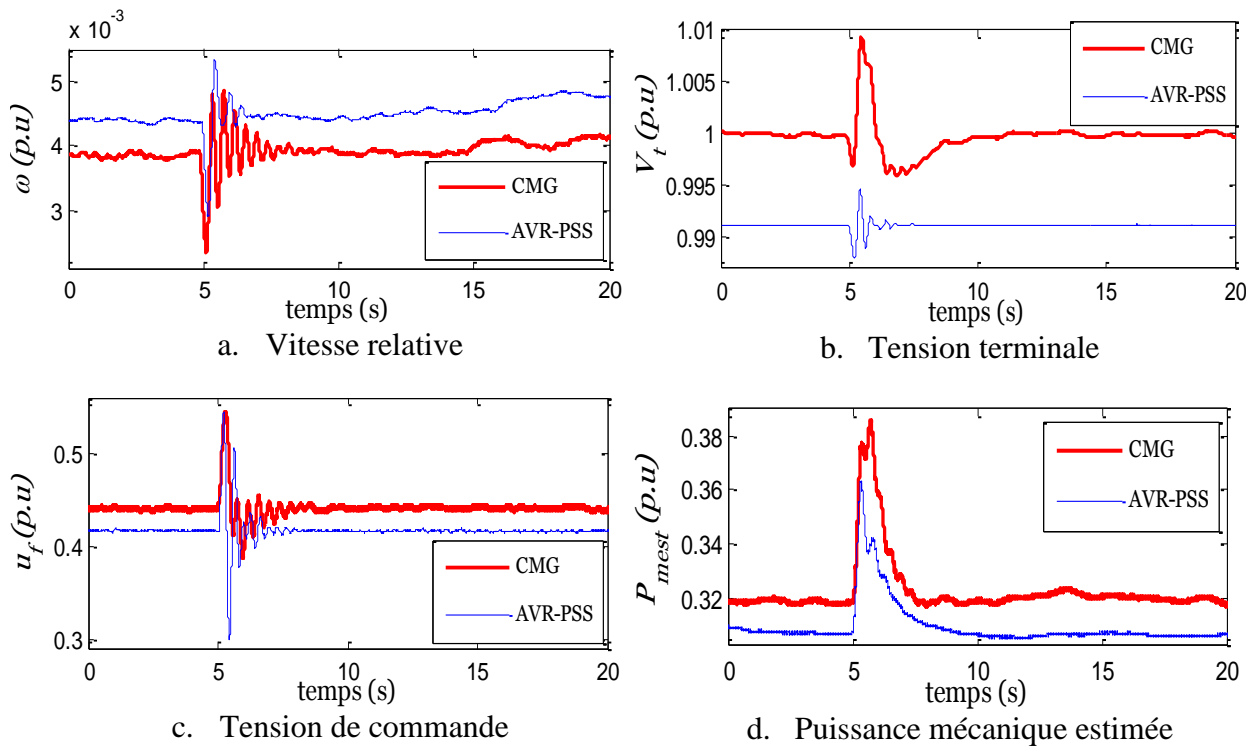 x 10⁻³
5
4
3
ω (p.u)
CMG
AVR-PSS
0 5 10 15 20
temps (s)
a. Vitesse relative
1.01
1.005
1
0.995
0.99
V_t (p.u)
CMG
AVR-PSS
0 5 10 15 20
temps (s)
b. Tension terminale
0.5
0.4
0.3
u_f (p.u)
CMG
AVR-PSS
0 5 10 15 20
temps (s)
c. Tension de commande
0.38
0.36
0.34
0.32
P_mest (p.u)
CMG
AVR-PSS
0 5 10 15 20
temps (s)
d. Puissance mécanique estimée